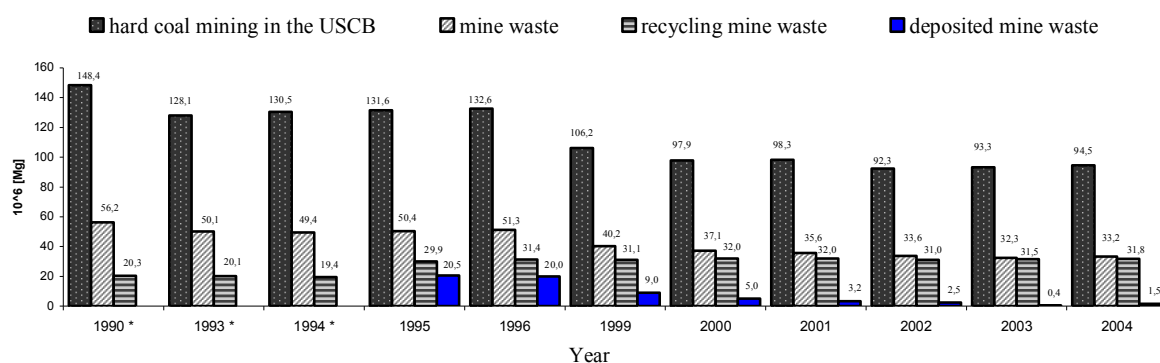 hard coal mining in the USCB mine waste recycling mine waste deposited mine waste
160
140
120
100
80
60
40
20
0
10^6 [Mg]
148,4 56,2 20,3
128,1 50,1 20,1
130,5 49,4 19,4
131,6 50,4 29,9 20,5
132,6 51,3 31,4 20,0
106,2 40,2 31,1 9,0
97,9 37,1 32,0 5,0
98,3 35,6 32,0 3,2
92,3 33,6 31,0 2,5
93,3 32,3 31,5 0,4
94,5 33,2 31,8 1,5
1990 * 1993 * 1994 * 1995 1996 1999 2000 2001 2002 2003 2004
Year